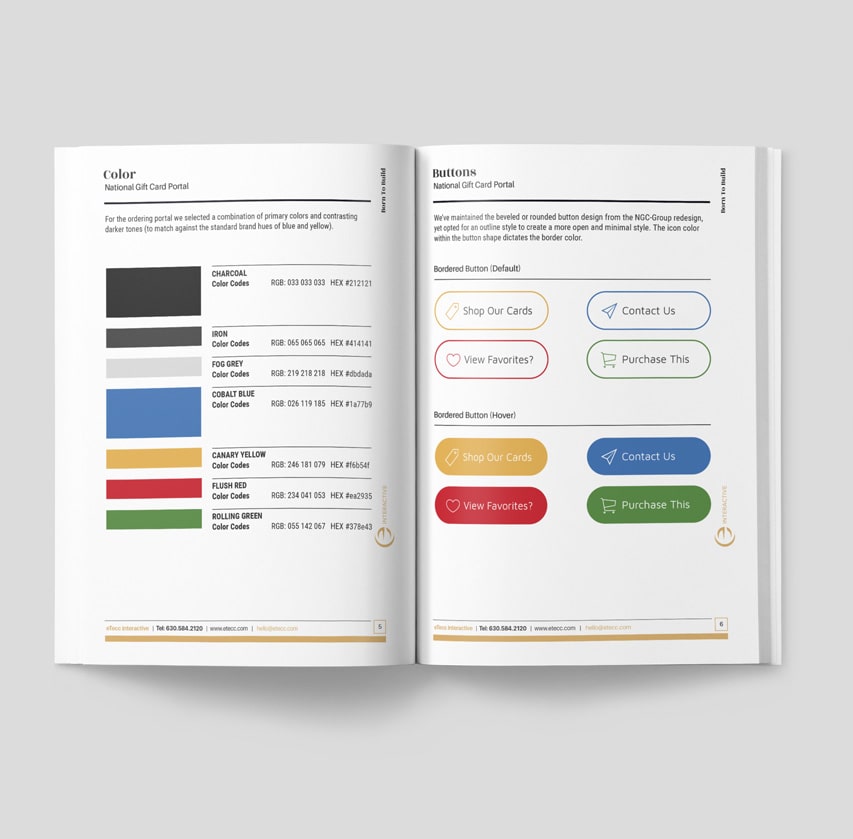 Color
National Gift Card Portal
Born To Build
For the ordering portal we selected a combination of primary colors and contrasting
darker tones (to match against the standard brand hues of blue and yellow).
CHARCOAL
Color Codes RGB: 033 033 033 HEX #212121
IRON
Color Codes RGB: 065 065 065 HEX #414141
FOG GREY
Color Codes RGB: 219 218 218 HEX #dbdada
COBALT BLUE
Color Codes RGB: 026 119 185 HEX #1a77b9
CANARY YELLOW
Color Codes RGB: 246 181 079 HEX #f6b54f
FLUSH RED
Color Codes RGB: 234 041 053 HEX #ea2935
ROLLING GREEN
Color Codes RGB: 055 142 067 HEX #378e43
INTERACTIVE
eTecc Interactive | Tel: 630.584.2120 | www.etecc.com | hello@etecc.com
5
Buttons
National Gift Card Portal
Born To Build
We've maintained the beveled or rounded button design from the NGC-Group redesign,
yet opted for an outline style to create a more open and minimal style. The icon color
within the button shape dictates the border color.
Bordered Button (Default)
Shop Our Cards
Contact Us
View Favorites?
Purchase This
Bordered Button (Hover)
Shop Our Cards
Contact Us
View Favorites?
Purchase This
INTERACTIVE
eTecc Interactive | Tel: 630.584.2120 | www.etecc.com | hello@etecc.com
6